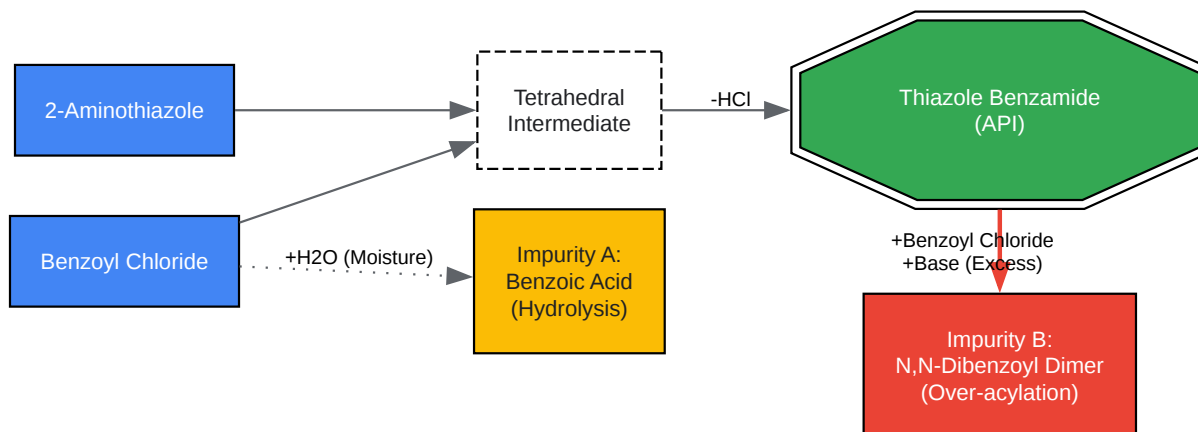 2-Aminothiazole
Tetrahedral
Intermediate
-HCl
Thiazole Benzamide
(API)
Benzoyl Chloride
+H2O (Moisture)
Impurity A:
Benzoic Acid
(Hydrolysis)
+Benzoyl Chloride
+Base (Excess)
Impurity B:
N,N-Dibenzoyl Dimer
(Over-acylation)